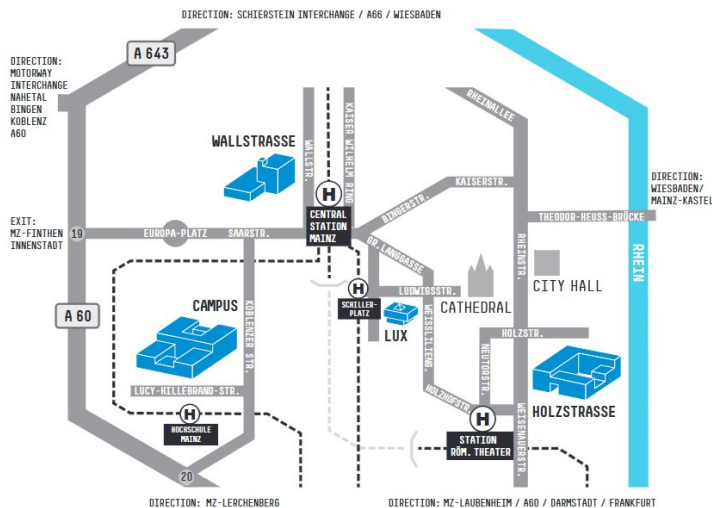 DIRECTION: SCHIERSTEIN INTERCHANGE / A66 / WIESBADEN
A 643
DIRECTION:
MOTORWAY
INTERCHANGE
NAHETAL
BINGEN
KOBLENZ
A60
WALLSTRASSE
WALLSTR.
KAISER WILHELM RING
RHEINALLEE
H
CENTRAL
STATION
MAINZ
BINGERSTR.
KAISERSTR.
DIRECTION:
WIESBADEN/
MAINZ-KASTEL
THEODOR-HEUSS-BRÜCKE
EXIT:
MZ-FINTHEN
INNENSTADT
19
EUROPA-PLATZ
SAARSTR.
GR.LANGGASSE
RHEINSTR.
RHEIN
CITY HALL
A 60
CAMPUS
KOBLENZER STR.
H
SCHILLER-
PLATZ
LUDWIGSSTR.
CATHEDRAL
LUX
WEISSLILIENG.
HOLZSTR.
NEUTORSTR.
HOLZSTRASSE
LUCY-HILLEBRAND-STR.
HOLZHOFSTR.
H
HOCHSCHULE
MAINZ
H
STATION
RÖM. THEATER
WEISENAUERSTR.
20
DIRECTION: MZ-LERCHENBERG
DIRECTION: MZ-LAUBENHEIM / A60 / DARMSTADT / FRANKFURT